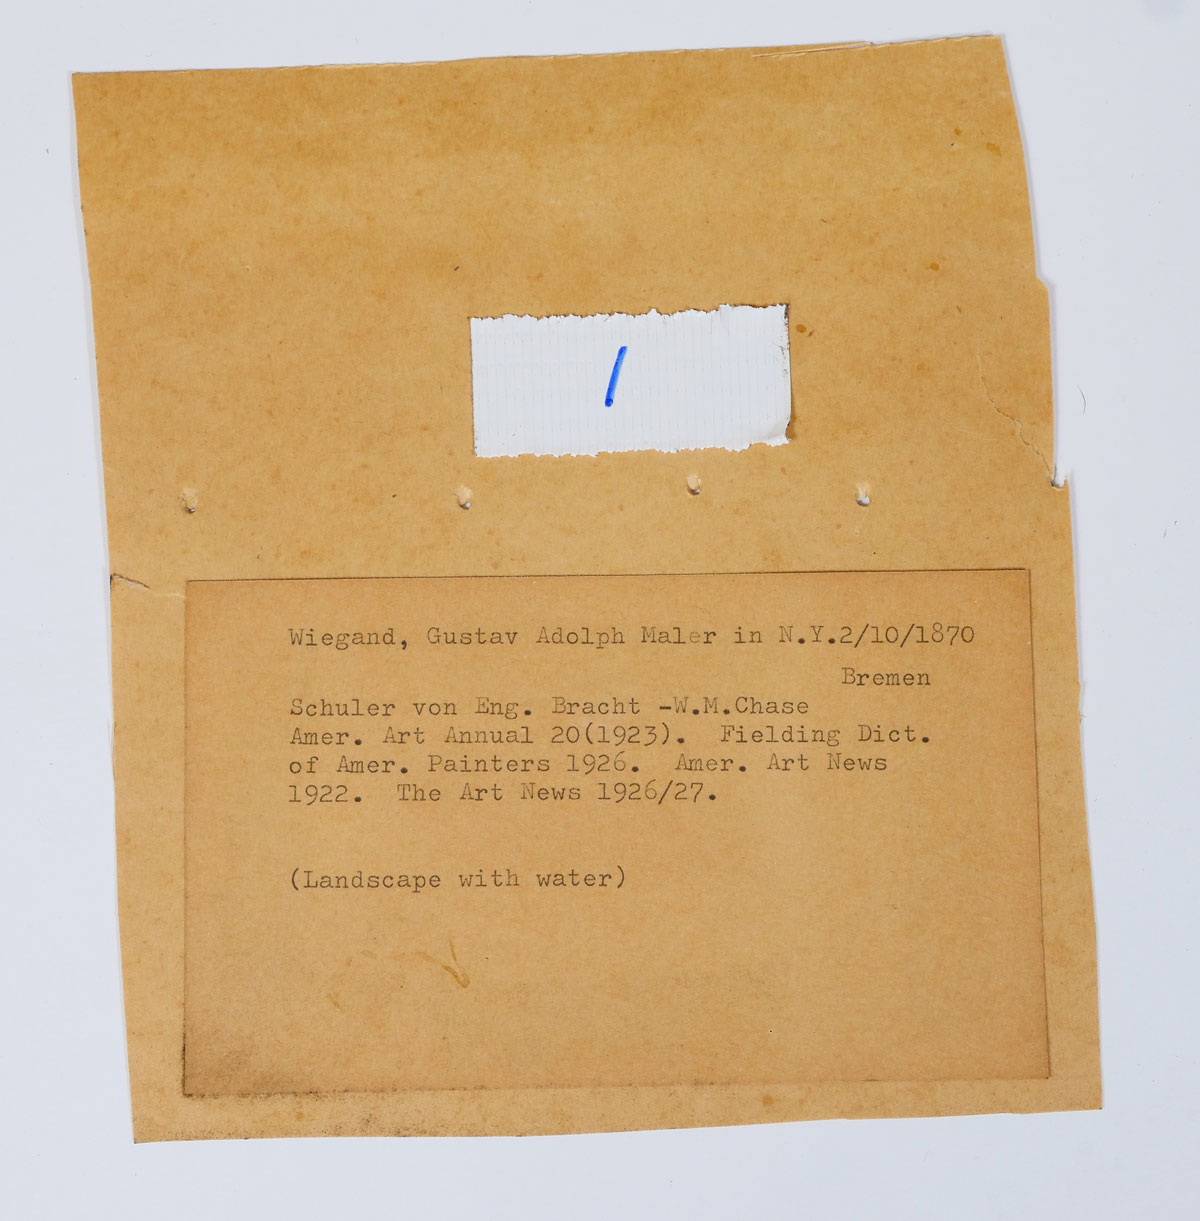 1
Wiegand, Gustav Adolph Maler in N.Y.2/10/1870
Bremen
Schuler von Eng. Bracht -W.M.Chase
Amer. Art Annual 20(1923). Fielding Dict.
of Amer. Painters 1926. Amer. Art News
1922. The Art News 1926/27.
(Landscape with water)